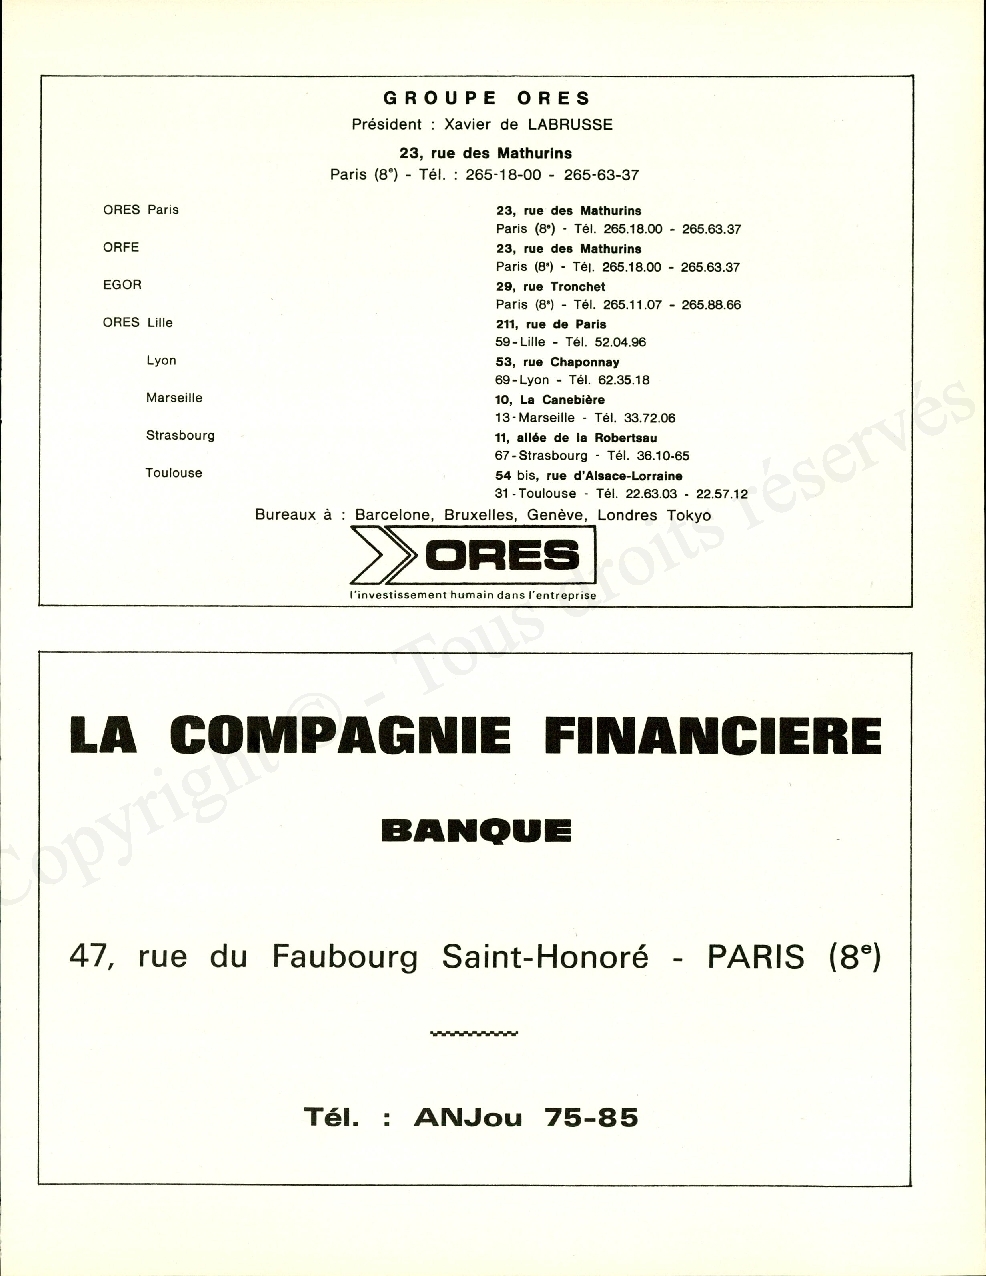 GROUPE ORES
Président : Xavier de LABRUSSE
23, rue des Mathurins
Paris (8e) - Tél. : 265-18-00 - 265-63-37
ORES Paris 23, rue des Mathurins
Paris (8e) - Tél. 265.18.00 - 265.63.37
ORFE 23, rue des Mathurins
Paris (8e) - Tél. 265.18.00 - 265.63.37
EGOR 29, rue Tronchet
Paris (8e) - Tél. 265.11.07 - 265.88.66
ORES Lille 211, rue de Paris
59-Lille - Tél. 52.04.96
Lyon 53, rue Chaponnay
69-Lyon - Tél. 62.35.18
Marseille 10, La Canebière
13-Marseille - Tél. 33.72.06
Strasbourg 11, allée de la Robertsau
67-Strasbourg - Tél. 36.10-65
Toulouse 54 bis, rue d'Alsace-Lorraine
31-Toulouse - Tél. 22.63.03 - 22.57.12
Bureaux à : Barcelone, Bruxelles, Genève, Londres Tokyo
ORES
l'investissement humain dans l'entreprise
LA COMPAGNIE FINANCIERE
BANQUE
47, rue du Faubourg Saint-Honoré - PARIS (8e)
Tél. : ANJou 75-85
Copyright © - Tous droits réservés